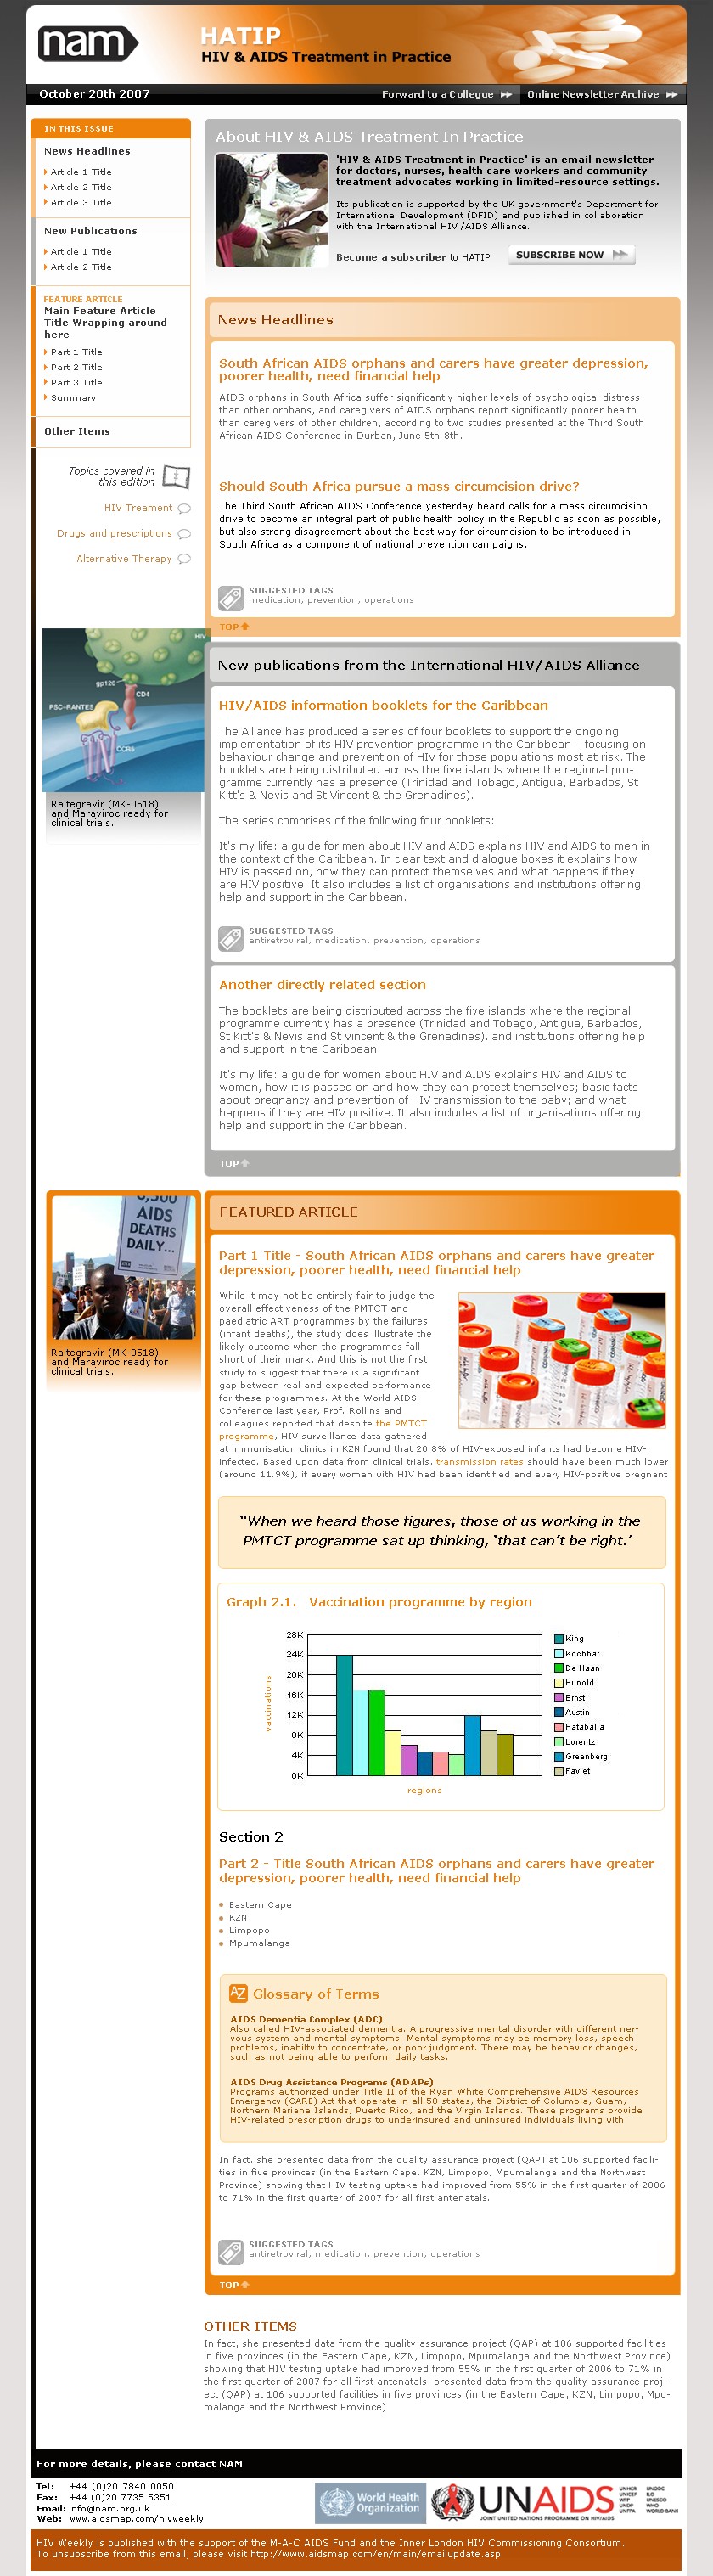 nam
HATIP
HIV & AIDS Treatment in Practice
October 20th 2007
Forward to a Collegue
Online Newsletter Archive
IN THIS ISSUE
News Headlines
Article 1 Title
Article 2 Title
Article 3 Title
New Publications
Article 1 Title
Article 2 Title
FEATURE ARTICLE
Main Feature Article
Title Wrapping around
here
Part 1 Title
Part 2 Title
Part 3 Title
Summary
Other Items
Topics covered in
this edition
HIV Treament
Drugs and prescriptions
Alternative Therapy
HIV
gp120
CD4
PSC-RANTES
CCR5
Raltegravir (MK-0518)
and Maraviroc ready for
clinical trials.
About HIV & AIDS Treatment In Practice
'HIV & AIDS Treatment in Practice' is an email newsletter
for doctors, nurses, health care workers and community
treatment advocates working in limited-resource settings.
Its publication is supported by the UK government's Department for
International Development (DFID) and published in collaboration
with the International HIV /AIDS Alliance.
Become a subscriber to HATIP
SUBSCRIBE NOW
News Headlines
South African AIDS orphans and carers have greater depression,
poorer health, need financial help
AIDS orphans in South Africa suffer significantly higher levels of psychological distress
than other orphans, and caregivers of AIDS orphans report significantly poorer health
than caregivers of other children, according to two studies presented at the Third South
African AIDS Conference in Durban, June 5th-8th.
Should South Africa pursue a mass circumcision drive?
The Third South African AIDS Conference yesterday heard calls for a mass circumcision
drive to become an integral part of public health policy in the Republic as soon as possible,
but also strong disagreement about the best way for circumcision to be introduced in
South Africa as a component of national prevention campaigns.
SUGGESTED TAGS
medication, prevention, operations
TOP
New publications from the International HIV/AIDS Alliance
HIV/AIDS information booklets for the Caribbean
The Alliance has produced a series of four booklets to support the ongoing
implementation of its HIV prevention programme in the Caribbean – focusing on
behaviour change and prevention of HIV for those populations most at risk. The
booklets are being distributed across the five islands where the regional pro-
gramme currently has a presence (Trinidad and Tobago, Antigua, Barbados, St
Kitt's & Nevis and St Vincent & the Grenadines).
The series comprises of the following four booklets:
It's my life: a guide for men about HIV and AIDS explains HIV and AIDS to men in
the context of the Caribbean. In clear text and dialogue boxes it explains how
HIV is passed on, how they can protect themselves and what happens if they
are HIV positive. It also includes a list of organisations and institutions offering
help and support in the Caribbean.
SUGGESTED TAGS
antiretroviral, medication, prevention, operations
Another directly related section
The booklets are being distributed across the five islands where the regional
programme currently has a presence (Trinidad and Tobago, Antigua, Barbados,
St Kitt's & Nevis and St Vincent & the Grenadines). and institutions offering help
and support in the Caribbean.
It's my life: a guide for women about HIV and AIDS explains HIV and AIDS to
women, how it is passed on and how they can protect themselves; basic facts
about pregnancy and prevention of HIV transmission to the baby; and what
happens if they are HIV positive. It also includes a list of organisations offering
help and support in the Caribbean.
TOP
AIDS
DEATHS
DAILY...
Raltegravir (MK-0518)
and Maraviroc ready for
clinical trials.
FEATURED ARTICLE
Part 1 Title - South African AIDS orphans and carers have greater
depression, poorer health, need financial help
While it may not be entirely fair to judge the
overall effectiveness of the PMTCT and
paediatric ART programmes by the failures
(infant deaths), the study does illustrate the
likely outcome when the programmes fall
short of their mark. And this is not the first
study to suggest that there is a significant
gap between real and expected performance
for these programmes. At the World AIDS
Conference last year, Prof. Rollins and
colleagues reported that despite the PMTCT
programme, HIV surveillance data gathered
at immunisation clinics in KZN found that 20.8% of HIV-exposed infants had become HIV-
infected. Based upon data from clinical trials, transmission rates should have been much lower
(around 11.9%), if every woman with HIV had been identified and every HIV-positive pregnant
"When we heard those figures, those of us working in the
PMTCT programme sat up thinking, 'that can't be right.'
Graph 2.1. Vaccination programme by region
28K
24K
20K
16K
12K
8K
4K
0K
vaccinations
regions
King
Kochhar
De Haan
Hunold
Ernst
Austin
Pataballa
Lorentz
Greenberg
Faviet
Section 2
Part 2 - Title South African AIDS orphans and carers have greater
depression, poorer health, need financial help
Eastern Cape
KZN
Limpopo
Mpumalanga
AZ Glossary of Terms
AIDS Dementia Complex (ADC)
Also called HIV-associated dementia. A progressive mental disorder with different ner-
vous system and mental symptoms. Mental symptoms may be memory loss, speech
problems, inabilty to concentrate, or poor judgment. There may be behavior changes,
such as not being able to perform daily tasks.
AIDS Drug Assistance Programs (ADAPs)
Programs authorized under Title II of the Ryan White Comprehensive AIDS Resources
Emergency (CARE) Act that operate in all 50 states, the District of Columbia, Guam,
Northern Mariana Islands, Puerto Rico, and the Virgin Islands. These programs provide
HIV-related prescription drugs to underinsured and uninsured individuals living with
In fact, she presented data from the quality assurance project (QAP) at 106 supported facili-
ties in five provinces (in the Eastern Cape, KZN, Limpopo, Mpumalanga and the Northwest
Province) showing that HIV testing uptake had improved from 55% in the first quarter of 2006
to 71% in the first quarter of 2007 for all first antenatals.
SUGGESTED TAGS
antiretroviral, medication, prevention, operations
TOP
OTHER ITEMS
In fact, she presented data from the quality assurance project (QAP) at 106 supported facilities
in five provinces (in the Eastern Cape, KZN, Limpopo, Mpumalanga and the Northwest Province)
showing that HIV testing uptake had improved from 55% in the first quarter of 2006 to 71% in
the first quarter of 2007 for all first antenatals. presented data from the quality assurance proj-
ect (QAP) at 106 supported facilities in five provinces (in the Eastern Cape, KZN, Limpopo, Mpu-
malanga and the Northwest Province)
For more details, please contact NAM
Tel: +44 (0)20 7840 0050
Fax: +44 (0)20 7735 5351
Email: info@nam.org.uk
Web: www.aidsmap.com/hivweekly
World Health
Organization
UNAIDS
JOINT UNITED NATIONS PROGRAMME ON HIV/AIDS
UNHCR
UNICEF
WFP
UNDP
UNFPA
UNODC
ILO
UNESCO
WHO
WORLD BANK
HIV Weekly is published with the support of the M-A-C AIDS Fund and the Inner London HIV Commissioning Consortium.
To unsubscribe from this email, please visit http://www.aidsmap.com/en/main/emailupdate.asp